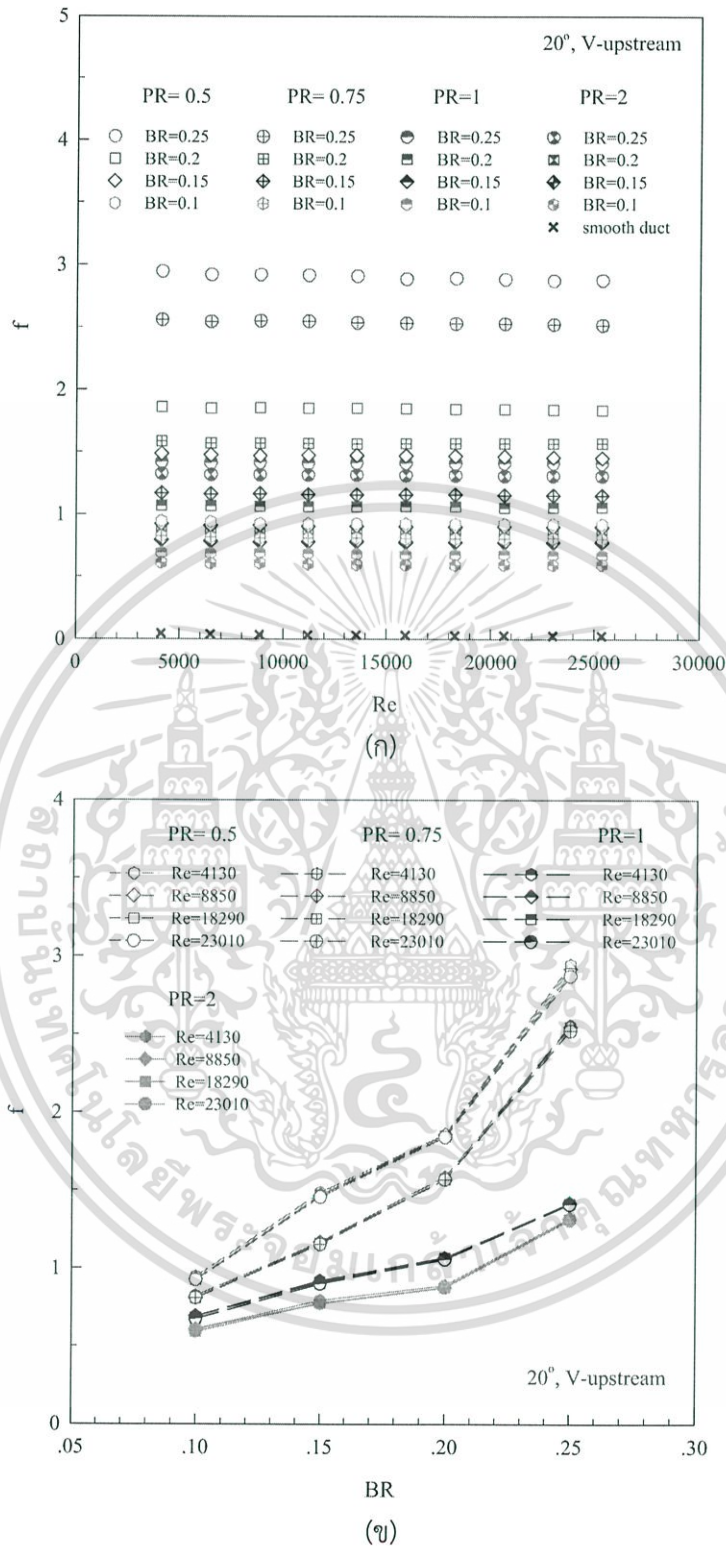 5
20°, V-upstream
PR= 0.5 PR= 0.75 PR=1 PR=2
BR=0.25 BR=0.25 BR=0.25 BR=0.25
BR=0.2 BR=0.2 BR=0.2 BR=0.2
BR=0.15 BR=0.15 BR=0.15 BR=0.15
BR=0.1 BR=0.1 BR=0.1 BR=0.1
smooth duct
4
3
f
2
1
0
0 5000 10000 15000 20000 25000 30000
Re
(ก)
4
PR= 0.5 PR= 0.75 PR=1
Re=4130 Re=4130 Re=4130
Re=8850 Re=8850 Re=8850
Re=18290 Re=18290 Re=18290
Re=23010 Re=23010 Re=23010
3
PR=2
Re=4130
Re=8850
Re=18290
Re=23010
f
2
1
20°, V-upstream
0
.05 .10 .15 .20 .25 .30
BR
(ข)